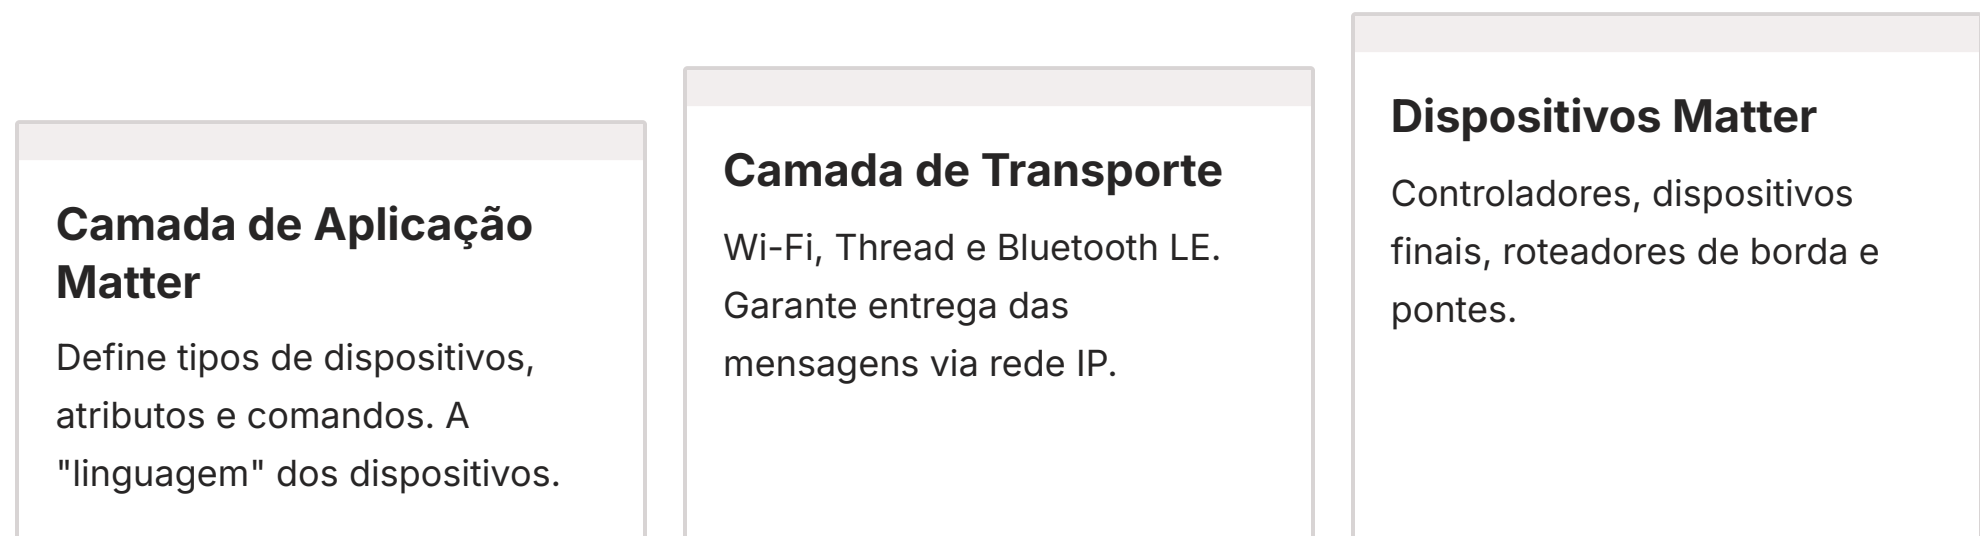 Camada de Aplicação
Matter
Define tipos de dispositivos,
atributos e comandos. A
"linguagem" dos dispositivos.
Camada de Transporte
Wi-Fi, Thread e Bluetooth LE.
Garante entrega das
mensagens via rede IP.
Dispositivos Matter
Controladores, dispositivos
finais, roteadores de borda e
pontes.